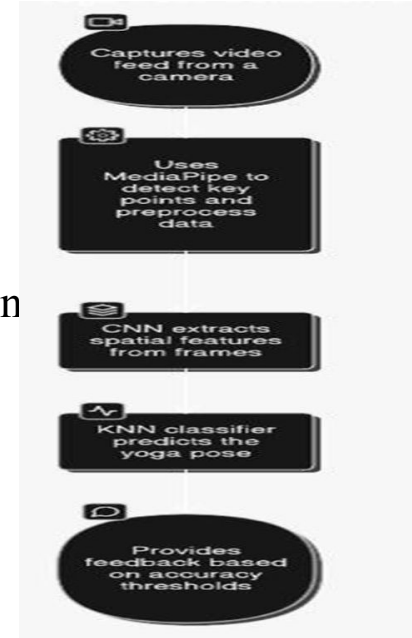 Captures video
feed from a
camera
Uses
MediaPipe to
detect key
points and
preprocess
data
n
CNN extracts
spatial features
from frames
KNN classifier
predicts the
yoga pose
Provides
feedback based
on accuracy
thresholds